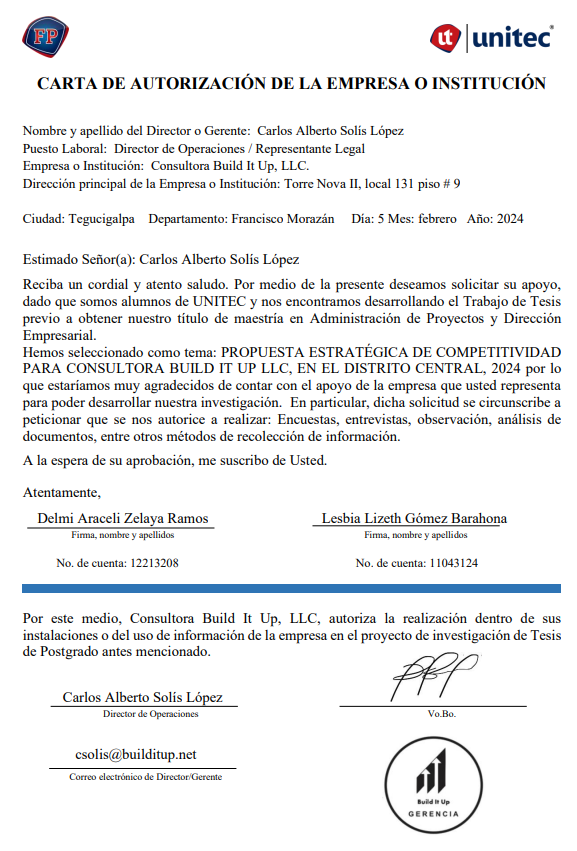 FP
ut unitec®
CARTA DE AUTORIZACIÓN DE LA EMPRESA O INSTITUCIÓN
Nombre y apellido del Director o Gerente: Carlos Alberto Solís López
Puesto Laboral: Director de Operaciones / Representante Legal
Empresa o Institución: Consultora Build It Up, LLC.
Dirección principal de la Empresa o Institución: Torre Nova II, local 131 piso # 9
Ciudad: Tegucigalpa Departamento: Francisco Morazán Día: 5 Mes: febrero Año: 2024
Estimado Señor(a): Carlos Alberto Solís López
Reciba un cordial y atento saludo. Por medio de la presente deseamos solicitar su apoyo,
dado que somos alumnos de UNITEC y nos encontramos desarrollando el Trabajo de Tesis
previo a obtener nuestro título de maestría en Administración de Proyectos y Dirección
Empresarial.
Hemos seleccionado como tema: PROPUESTA ESTRATÉGICA DE COMPETITIVIDAD
PARA CONSULTORA BUILD IT UP LLC, EN EL DISTRITO CENTRAL, 2024 por lo
que estaríamos muy agradecidos de contar con el apoyo de la empresa que usted representa
para poder desarrollar nuestra investigación. En particular, dicha solicitud se circunscribe a
peticionar que se nos autorice a realizar: Encuestas, entrevistas, observación, análisis de
documentos, entre otros métodos de recolección de información.
A la espera de su aprobación, me suscribo de Usted.
Atentamente,
Delmi Araceli Zelaya Ramos Lesbia Lizeth Gómez Barahona
Firma, nombre y apellidos Firma, nombre y apellidos
No. de cuenta: 12213208 No. de cuenta: 11043124
Por este medio, Consultora Build It Up, LLC, autoriza la realización dentro de sus
instalaciones o del uso de información de la empresa en el proyecto de investigación de Tesis
de Postgrado antes mencionado.
Carlos Alberto Solís López
Director de Operaciones Vo.Bo.
csolis@builditup.net
Correo electrónico de Director/Gerente
Build It Up
GERENCIA